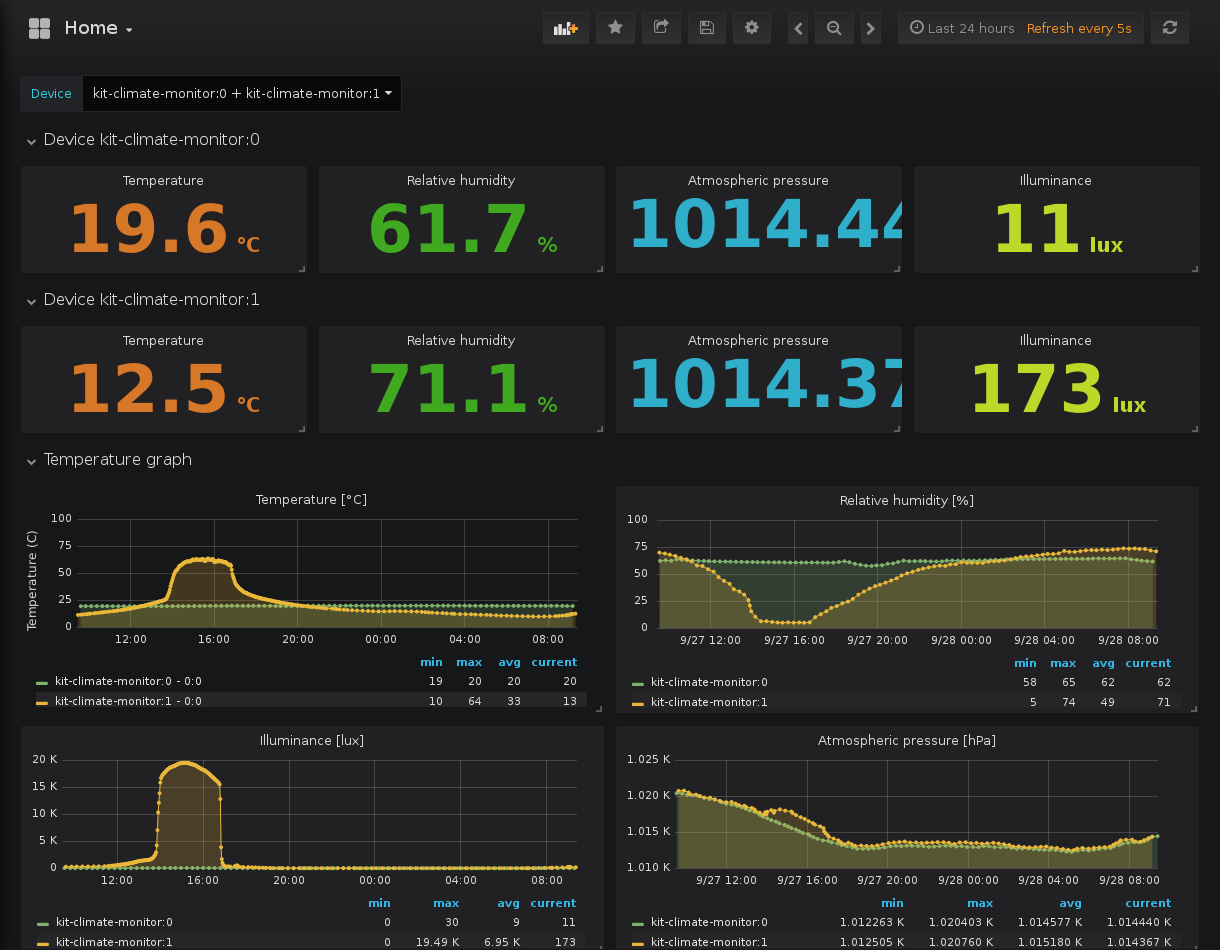 Home
Last 24 hours Refresh every 5s
Device kit-climate-monitor:0 + kit-climate-monitor:1
Device kit-climate-monitor:0
Temperature Relative humidity Atmospheric pressure Illuminance
19.6 °C 61.7 % 1014.44 11 lux
Device kit-climate-monitor:1
Temperature Relative humidity Atmospheric pressure Illuminance
12.5 °C 71.1 % 1014.37 173 lux
Temperature graph
Temperature [°C]
Temperature (C)
100
75
50
25
0
12:00 16:00 20:00 00:00 04:00 08:00
min max avg current
kit-climate-monitor:0 - 0:0 19 20 20 20
kit-climate-monitor:1 - 0:0 10 64 33 13
Relative humidity [%]
100
75
50
25
0
9/27 12:00 9/27 16:00 9/27 20:00 9/28 00:00 9/28 04:00 9/28 08:00
min max avg current
kit-climate-monitor:0 58 65 62 62
kit-climate-monitor:1 5 74 49 71
Illuminance [lux]
20 K
15 K
10 K
5 K
0
12:00 16:00 20:00 00:00 04:00 08:00
min max avg current
kit-climate-monitor:0 0 30 9 11
kit-climate-monitor:1 0 19.49 K 6.95 K 173
Atmospheric pressure [hPa]
1.025 K
1.020 K
1.015 K
1.010 K
9/27 12:00 9/27 16:00 9/27 20:00 9/28 00:00 9/28 04:00 9/28 08:00
min max avg current
kit-climate-monitor:0 1.012263 K 1.020403 K 1.014577 K 1.014440 K
kit-climate-monitor:1 1.012505 K 1.020760 K 1.015180 K 1.014367 K